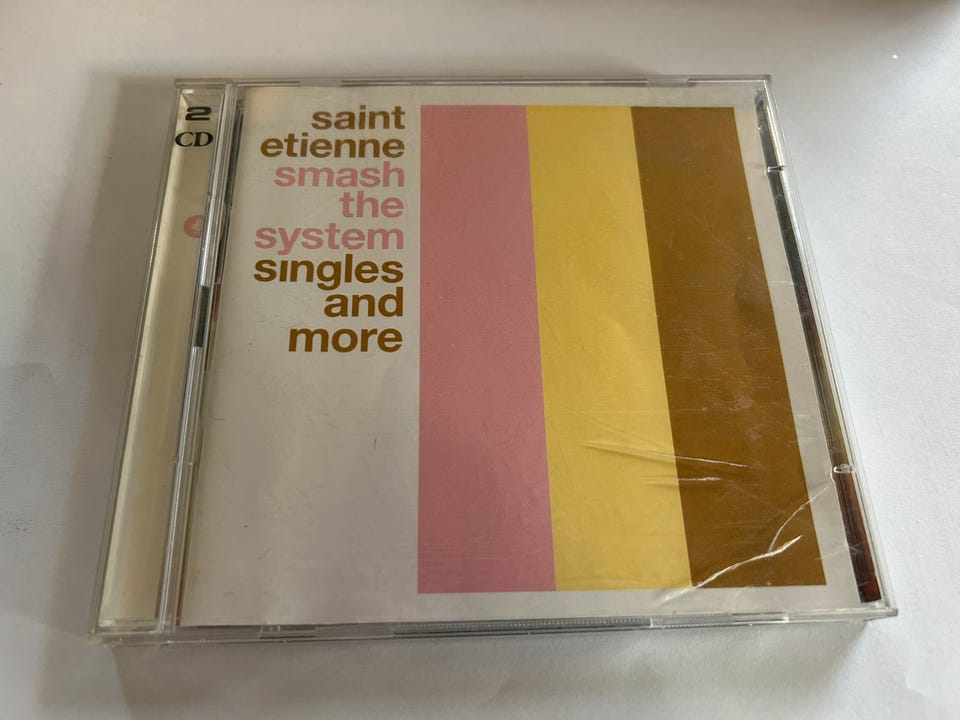 2
CD
saint
etienne
smash
the
system
singles
and
more